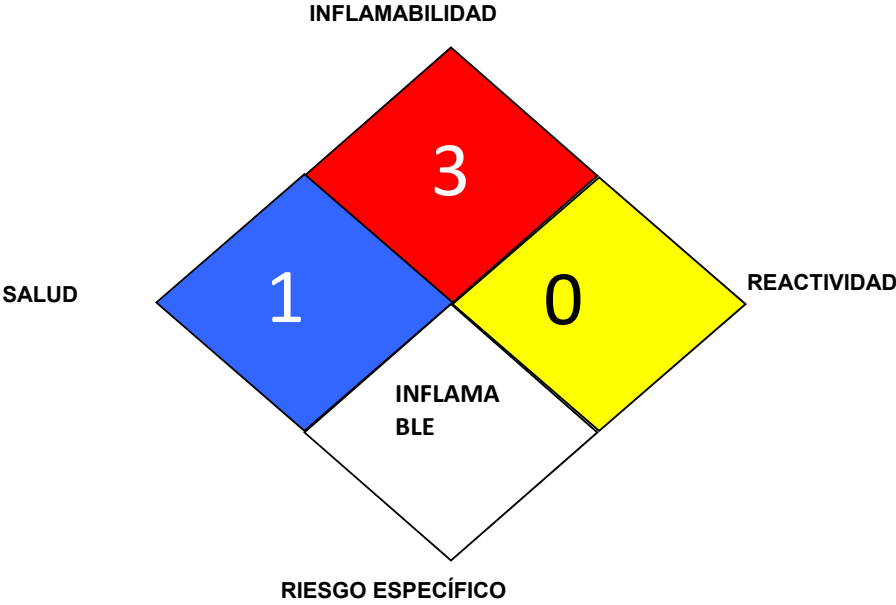 INFLAMABILIDAD
3
SALUD
1
0
REACTIVIDAD
INFLAMA
BLE
RIESGO ESPECÍFICO